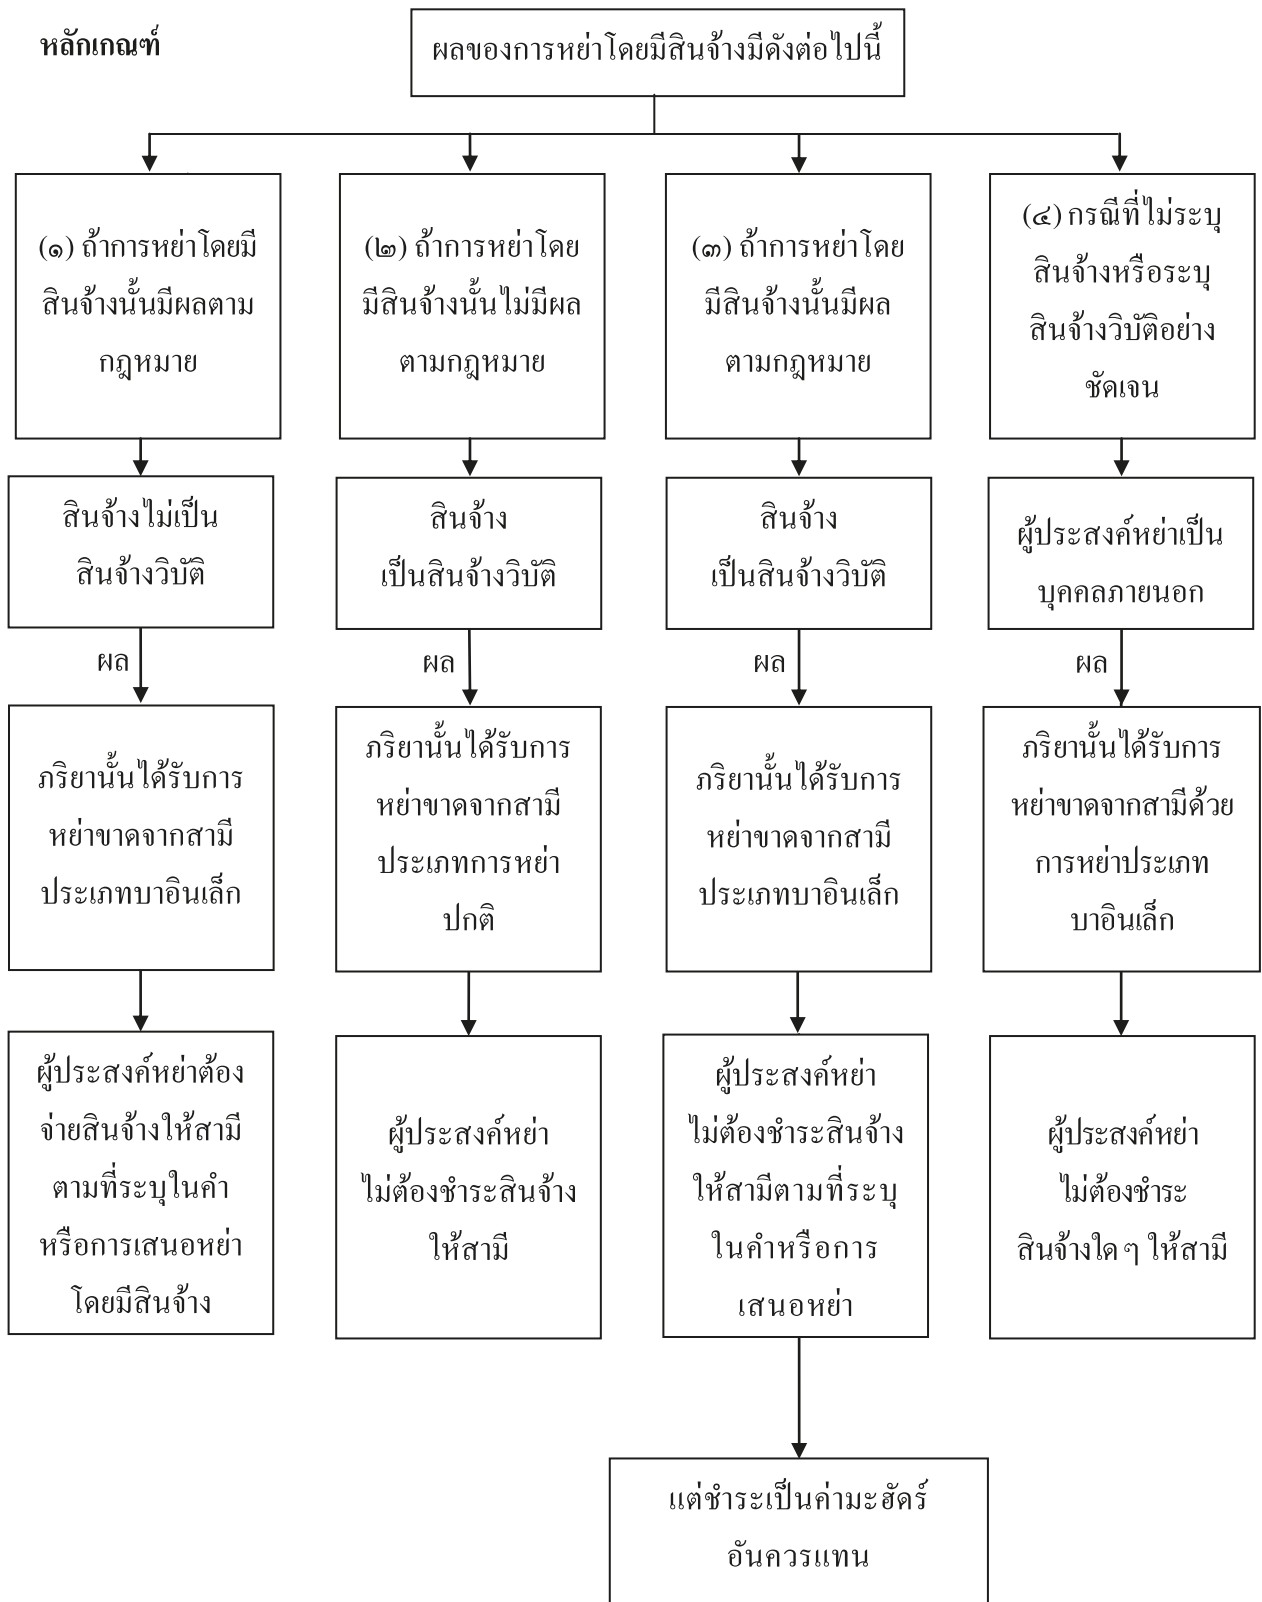 หลักเกณฑ์
ผลของการหย่าโดยมีสินจ้างมีดังต่อไปนี้
(๑) ถ้าการหย่าโดยมี
สินจ้างนั้นมีผลตาม
กฎหมาย
สินจ้างไม่เป็น
สินจ้างวิบัติ
ผล
ภริยานั้นได้รับการ
หย่าขาดจากสามี
ประเภทบาอินเล็ก
ผู้ประสงค์หย่าต้อง
จ่ายสินจ้างให้สามี
ตามที่ระบุในคำ
หรือการเสนอหย่า
โดยมีสินจ้าง
(๒) ถ้าการหย่าโดย
มีสินจ้างนั้นไม่มีผล
ตามกฎหมาย
สินจ้าง
เป็นสินจ้างวิบัติ
ผล
ภริยานั้นได้รับการ
หย่าขาดจากสามี
ประเภทการหย่า
ปกติ
ผู้ประสงค์หย่า
ไม่ต้องชำระสินจ้าง
ให้สามี
(๓) ถ้าการหย่าโดย
มีสินจ้างนั้นมีผล
ตามกฎหมาย
สินจ้าง
เป็นสินจ้างวิบัติ
ผล
ภริยานั้นได้รับการ
หย่าขาดจากสามี
ประเภทบาอินเล็ก
ผู้ประสงค์หย่า
ไม่ต้องชำระสินจ้าง
ให้สามีตามที่ระบุ
ในคำหรือการ
เสนอหย่า
แต่ชำระเป็นค่ามะฮัดร์
อันควรแทน
(๔) กรณีที่ไม่ระบุ
สินจ้างหรือระบุ
สินจ้างวิบัติอย่าง
ชัดเจน
ผู้ประสงค์หย่าเป็น
บุคคลภายนอก
ผล
ภริยานั้นได้รับการ
หย่าขาดจากสามีด้วย
การหย่าประเภท
บาอินเล็ก
ผู้ประสงค์หย่า
ไม่ต้องชำระ
สินจ้างใด ๆ ให้สามี